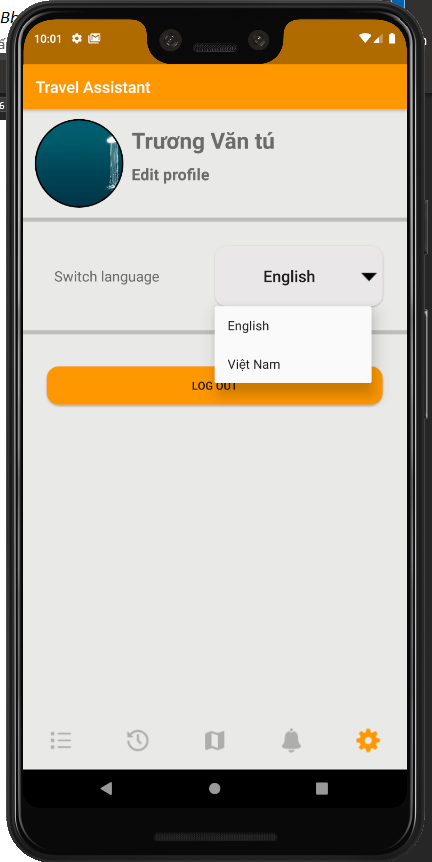 10:01
Travel Assistant
Trương Văn tú
Edit profile
Switch language
English
English
Việt Nam
LOG OUT